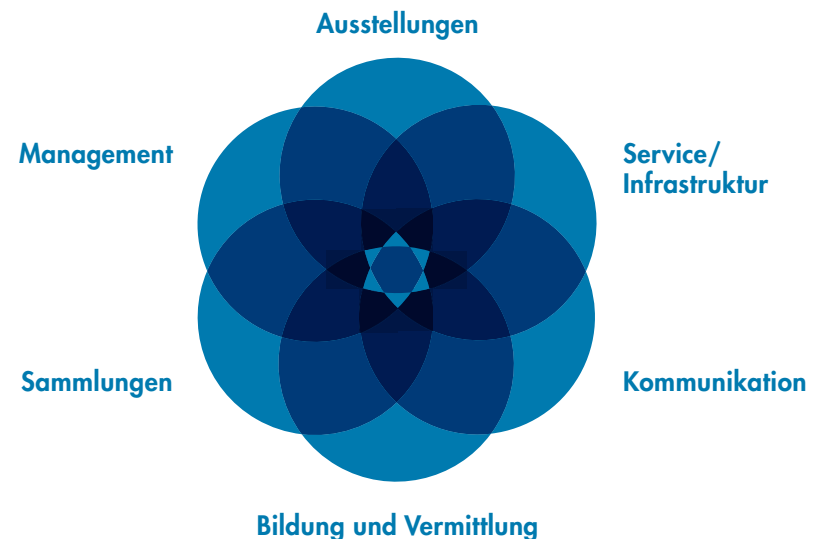 Ausstellungen
Management
Service/
Infrastruktur
Sammlungen
Kommunikation
Bildung und Vermittlung